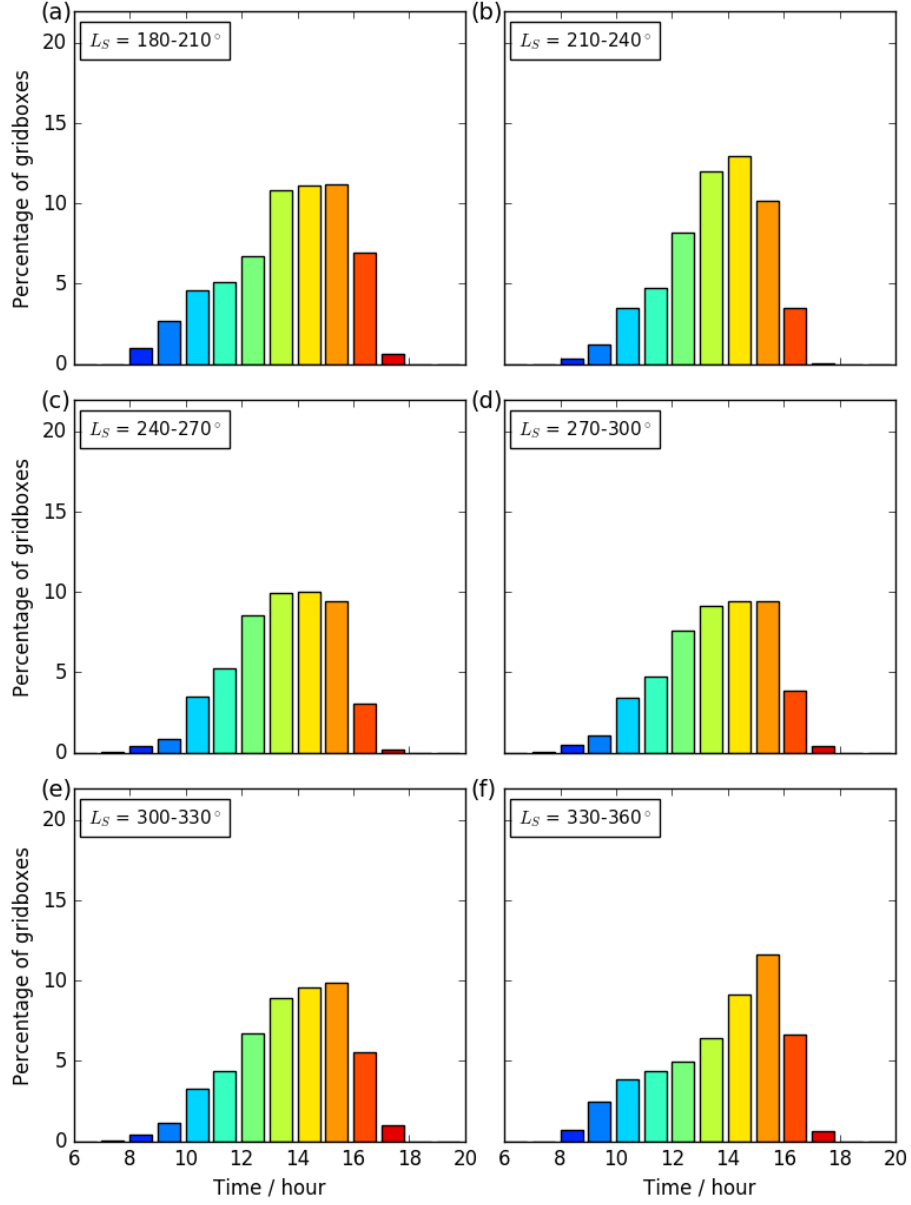 (a)
L_S = 180-210°
20
15
10
5
0
Percentage of gridboxes
(b)
L_S = 210-240°
(c)
L_S = 240-270°
20
15
10
5
0
Percentage of gridboxes
(d)
L_S = 270-300°
(e)
L_S = 300-330°
20
15
10
5
0
Percentage of gridboxes
6 8 10 12 14 16 18 20
Time / hour
(f)
L_S = 330-360°
6 8 10 12 14 16 18 20
Time / hour